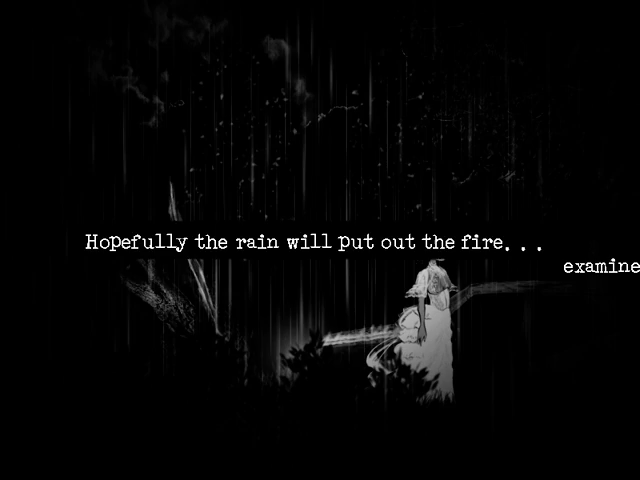 Hopefully the rain will put out the fire...
examine